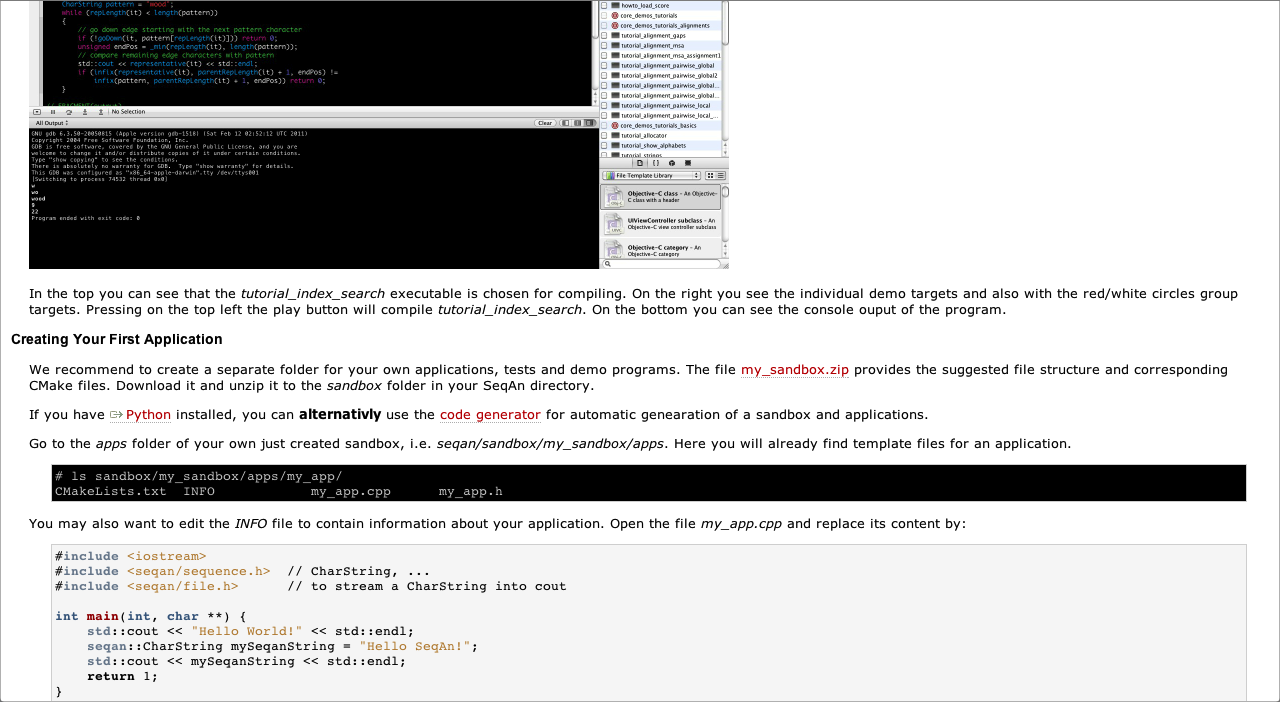 CharString pattern = "mood";
while (repLength(it) < length(pattern))
{
// go down edge starting with the next pattern character
if (!goDown(it, pattern[repLength(it)])) return 0;
unsigned endPos = _min(repLength(it), length(pattern));
// compare remaining edge characters with pattern
std::cout << representative(it) << std::endl;
if (infix(representative(it), parentRepLength(it) + 1, endPos) !=
infix(pattern, parentRepLength(it) + 1, endPos)) return 0;
}
No Selection
All Output
Clear
GNU gdb 6.3.50-20050815 (Apple version gdb-1518) (Sat Feb 12 02:52:12 UTC 2011)
Copyright 2004 Free Software Foundation, Inc.
GDB is free software, covered by the GNU General Public License, and you are
welcome to change it and/or distribute copies of it under certain conditions.
Type "show copying" to see the conditions.
There is absolutely no warranty for GDB.  Type "show warranty" for details.
This GDB was configured as "x86_64-apple-darwin".tty /dev/ttys001
[Switching to process 74532 thread 0x0]
w
wo
wood
9
22
Program ended with exit code: 0
howto_load_score
core_demos_tutorials
core_demos_tutorials_alignments
tutorial_alignment_gaps
tutorial_alignment_msa
tutorial_alignment_msa_assignment1
tutorial_alignment_pairwise_global
tutorial_alignment_pairwise_global2
tutorial_alignment_pairwise_global...
tutorial_alignment_pairwise_global...
tutorial_alignment_pairwise_local
tutorial_alignment_pairwise_local_...
core_demos_tutorials_basics
tutorial_allocator
tutorial_show_alphabets
tutorial_strings
File Template Library
Objective-C class - An Objective-
C class with a header
UIViewController subclass - An
Objective-C view controller subclass
Objective-C category - An
Objective-C category
In the top you can see that the tutorial_index_search executable is chosen for compiling. On the right you see the individual demo targets and also with the red/white circles group
targets. Pressing on the top left the play button will compile tutorial_index_search. On the bottom you can see the console ouput of the program.
Creating Your First Application
We recommend to create a separate folder for your own applications, tests and demo programs. The file my_sandbox.zip provides the suggested file structure and corresponding
CMake files. Download it and unzip it to the sandbox folder in your SeqAn directory.
If you have Python installed, you can alternativly use the code generator for automatic genearation of a sandbox and applications.
Go to the apps folder of your own just created sandbox, i.e. seqan/sandbox/my_sandbox/apps. Here you will already find template files for an application.
# ls sandbox/my_sandbox/apps/my_app/
CMakeLists.txt  INFO            my_app.cpp      my_app.h
You may also want to edit the INFO file to contain information about your application. Open the file my_app.cpp and replace its content by:
#include <iostream>
#include <seqan/sequence.h>  // CharString, ...
#include <seqan/file.h>      // to stream a CharString into cout
int main(int, char **) {
std::cout << "Hello World!" << std::endl;
seqan::CharString mySeqanString = "Hello SeqAn!";
std::cout << mySeqanString << std::endl;
return 1;
}